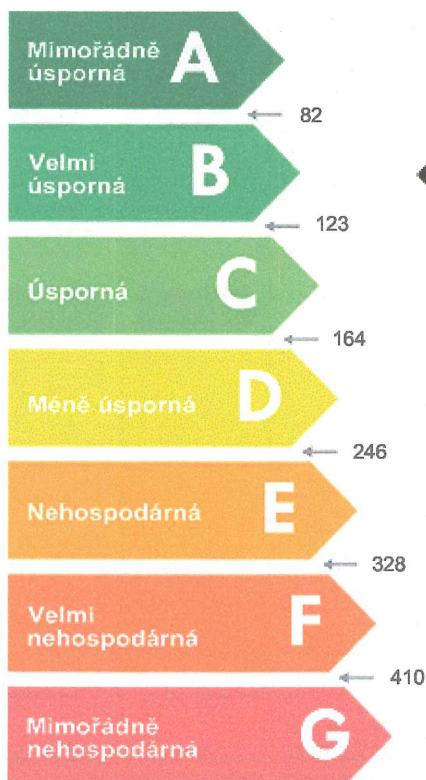 Mimořádně
úsporná
A
82
Velmi
úsporná
B
123
Úsporná
C
164
Méně úsporná
D
246
Nehospodárná
E
328
Velmi
nehospodárná
F
410
Mimořádně
nehospodárná
G